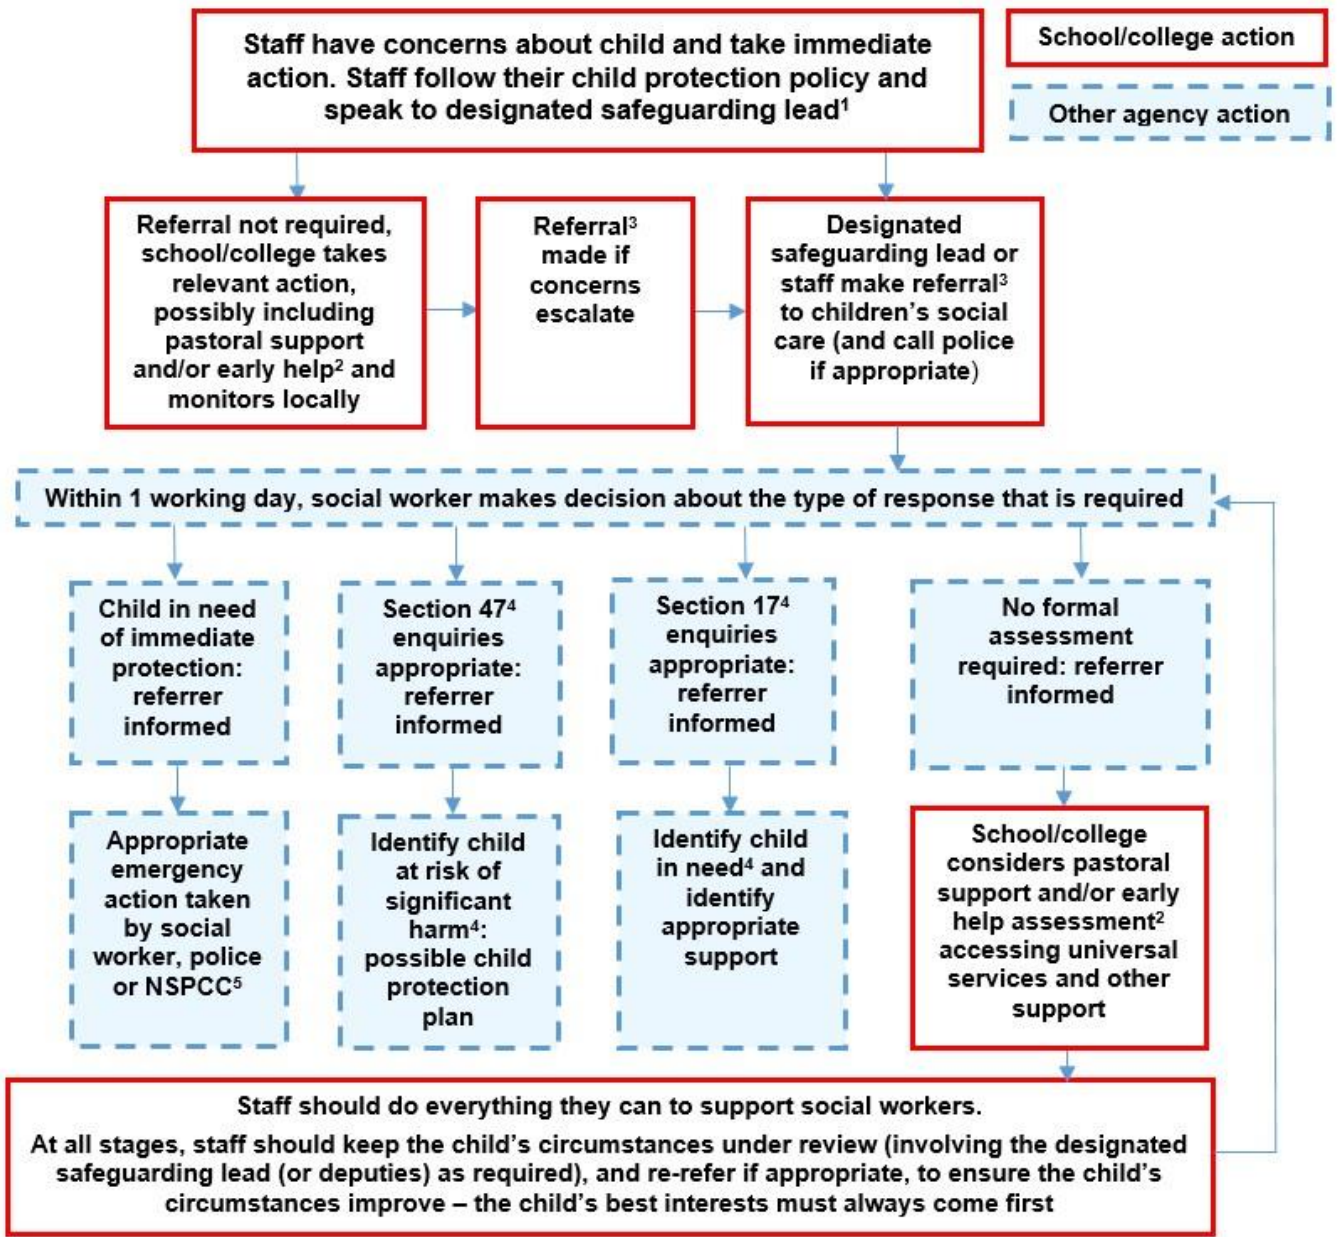 Staff have concerns about child and take immediate
action. Staff follow their child protection policy and
speak to designated safeguarding lead¹
School/college action
Other agency action
Referral not required,
school/college takes
relevant action,
possibly including
pastoral support
and/or early help² and
monitors locally
Referral³
made if
concerns
escalate
Designated
safeguarding lead or
staff make referral³
to children’s social
care (and call police
if appropriate)
Within 1 working day, social worker makes decision about the type of response that is required
Child in need
of immediate
protection:
referrer
informed
Section 47⁴
enquiries
appropriate:
referrer
informed
Section 17⁴
enquiries
appropriate:
referrer
informed
No formal
assessment
required: referrer
informed
Appropriate
emergency
action taken
by social
worker, police
or NSPCC⁵
Identify child
at risk of
significant
harm⁴:
possible child
protection
plan
Identify child
in need⁴ and
identify
appropriate
support
School/college
considers pastoral
support and/or early
help assessment²
accessing universal
services and other
support
Staff should do everything they can to support social workers.
At all stages, staff should keep the child’s circumstances under review (involving the designated
safeguarding lead (or deputies) as required), and re-refer if appropriate, to ensure the child’s
circumstances improve – the child’s best interests must always come first